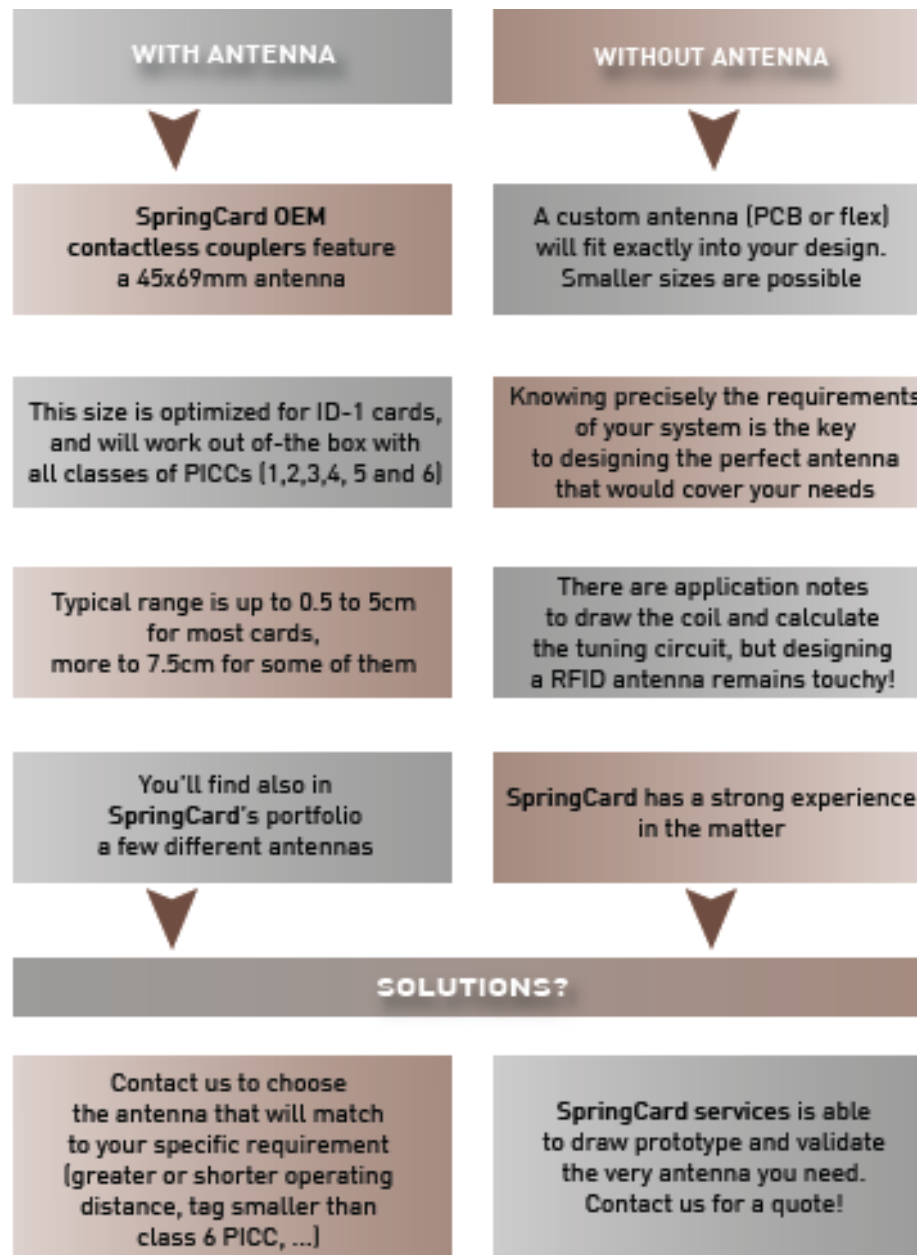 WITH ANTENNA
SpringCard OEM
contactless couplers feature
a 45x69mm antenna
This size is optimized for ID-1 cards,
and will work out of-the box with
all classes of PICCs (1,2,3,4, 5 and 6)
Typical range is up to 0.5 to 5cm
for most cards,
more to 7.5cm for some of them
You'll find also in
SpringCard's portfolio
a few different antennas
WITHOUT ANTENNA
A custom antenna (PCB or flex)
will fit exactly into your design.
Smaller sizes are possible
Knowing precisely the requirements
of your system is the key
to designing the perfect antenna
that would cover your needs
There are application notes
to draw the coil and calculate
the tuning circuit, but designing
a RFID antenna remains touchy!
SpringCard has a strong experience
in the matter
SOLUTIONS?
Contact us to choose
the antenna that will match
to your specific requirement
(greater or shorter operating
distance, tag smaller than
class 6 PICC, ...)
SpringCard services is able
to draw prototype and validate
the very antenna you need.
Contact us for a quote!